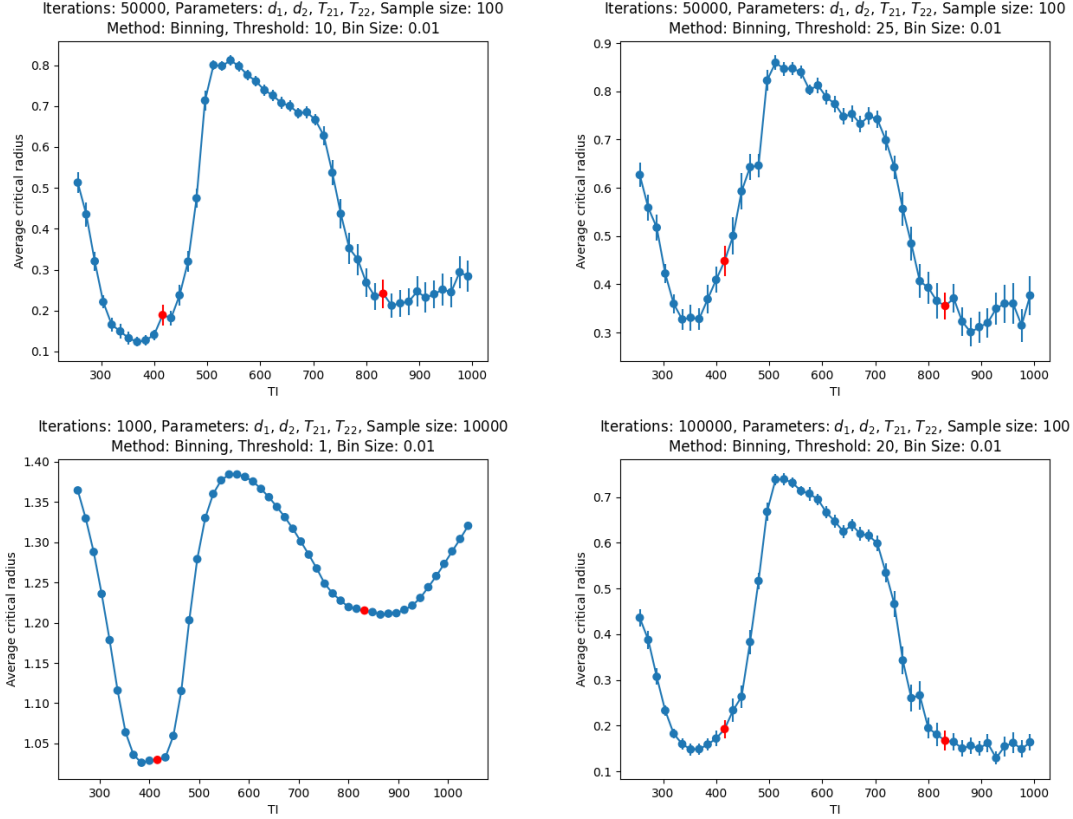 Iterations: 50000, Parameters: d₁, d₂, T₂₁, T₂₂, Sample size: 100
Method: Binning, Threshold: 10, Bin Size: 0.01
0.8
0.7
0.6
0.5
0.4
0.3
0.2
0.1
Average critical radius
300 400 500 600 700 800 900 1000
TI
Iterations: 50000, Parameters: d₁, d₂, T₂₁, T₂₂, Sample size: 100
Method: Binning, Threshold: 25, Bin Size: 0.01
0.9
0.8
0.7
0.6
0.5
0.4
0.3
Average critical radius
300 400 500 600 700 800 900 1000
TI
Iterations: 1000, Parameters: d₁, d₂, T₂₁, T₂₂, Sample size: 10000
Method: Binning, Threshold: 1, Bin Size: 0.01
1.40
1.35
1.30
1.25
1.20
1.15
1.10
1.05
Average critical radius
300 400 500 600 700 800 900 1000
TI
Iterations: 100000, Parameters: d₁, d₂, T₂₁, T₂₂, Sample size: 100
Method: Binning, Threshold: 20, Bin Size: 0.01
0.7
0.6
0.5
0.4
0.3
0.2
0.1
Average critical radius
300 400 500 600 700 800 900 1000
TI